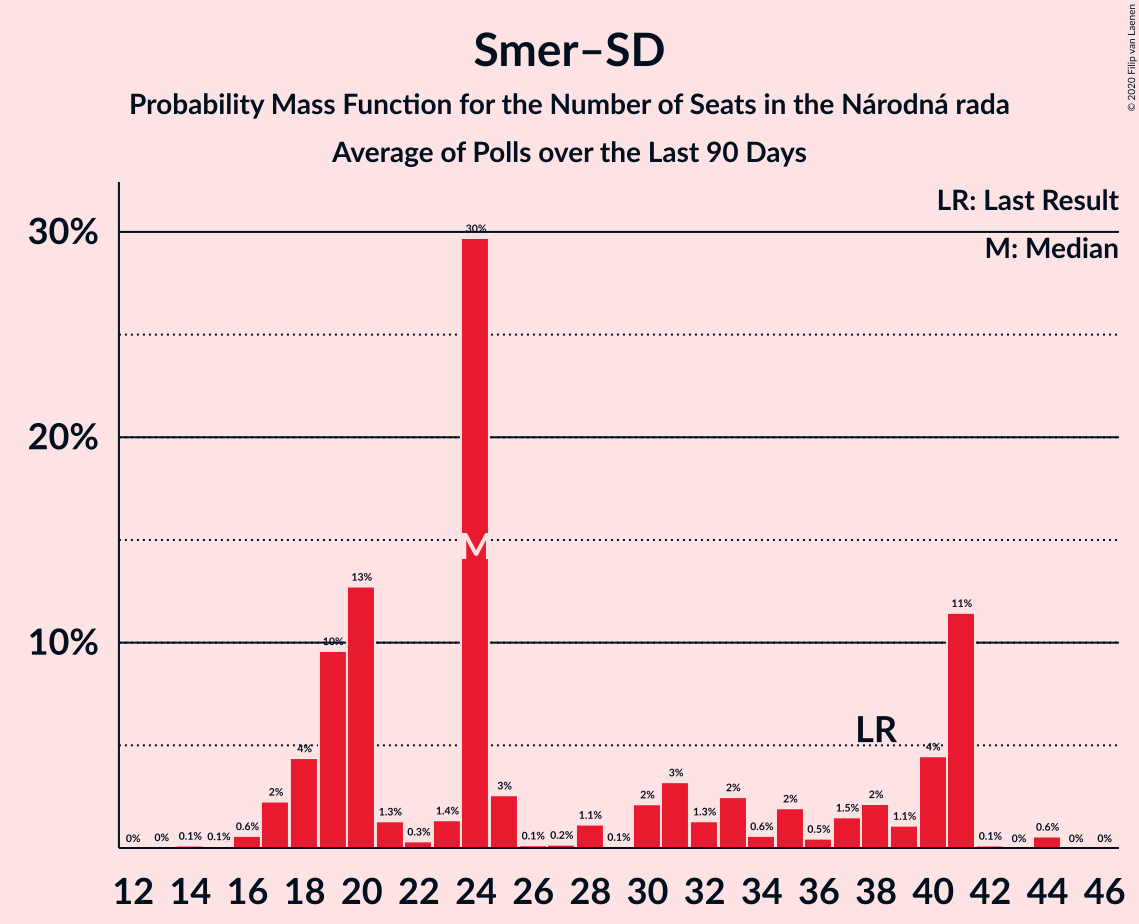 © 2020 Filip van Laenen
Smer–SD
Probability Mass Function for the Number of Seats in the Národná rada
Average of Polls over the Last 90 Days
LR: Last Result
M: Median
30%
20%
10%
0% 0% 0.1% 0.1% 0.6% 2% 4% 10% 13% 1.3% 0.3% 1.4% 30% 3% 0.1% 0.2% 1.1% 0.1% 2% 3% 1.3% 2% 0.6% 2% 0.5% 1.5% 2% 1.1% 4% 11% 0.1% 0% 0.6% 0% 0%
M
LR
12 14 16 18 20 22 24 26 28 30 32 34 36 38 40 42 44 46